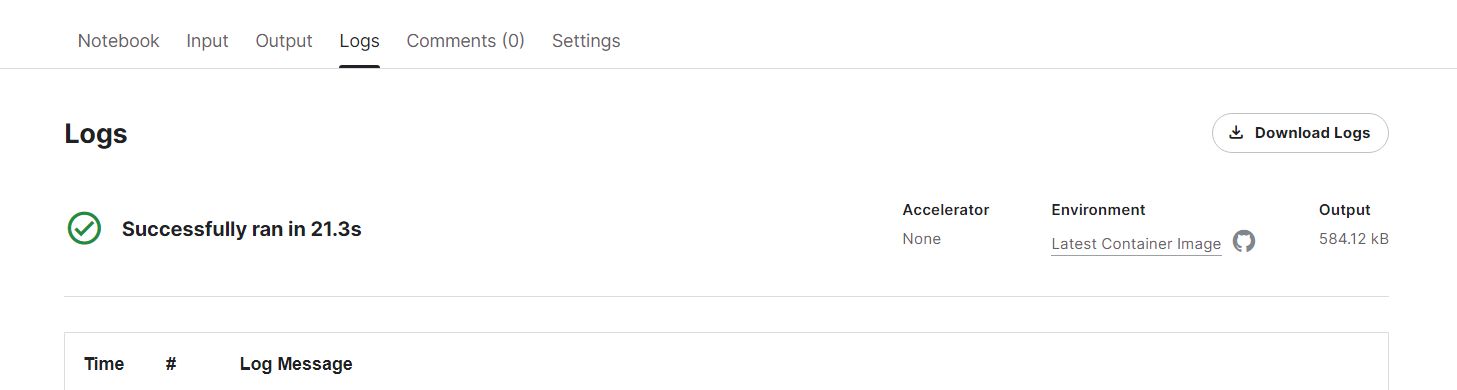 Notebook Input Output Logs Comments (0) Settings
Logs
Download Logs
Successfully ran in 21.3s
Accelerator Environment Output
None Latest Container Image 584.12 kB
Time # Log Message